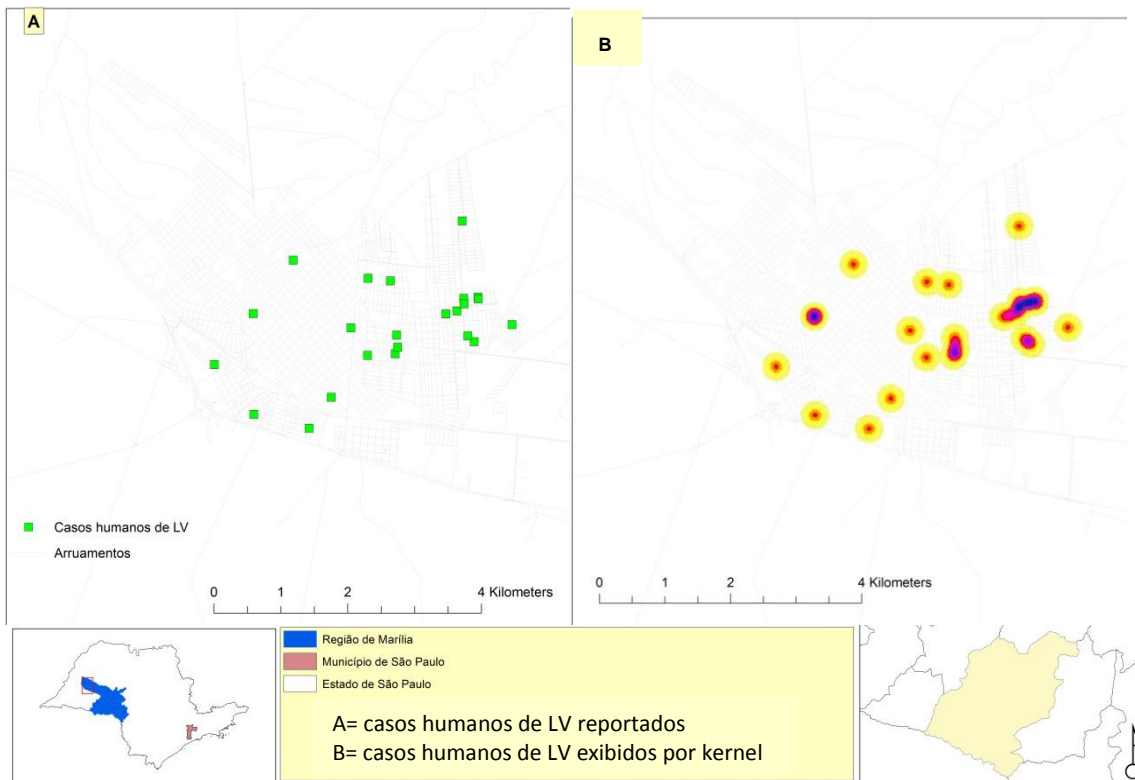 A
B
Casos humanos de LV
Arruamentos
0 1 2 4 Kilometers
0 1 2 4 Kilometers
Região de Marília
Município de São Paulo
Estado de São Paulo
A= casos humanos de LV reportados
B= casos humanos de LV exibidos por kernel